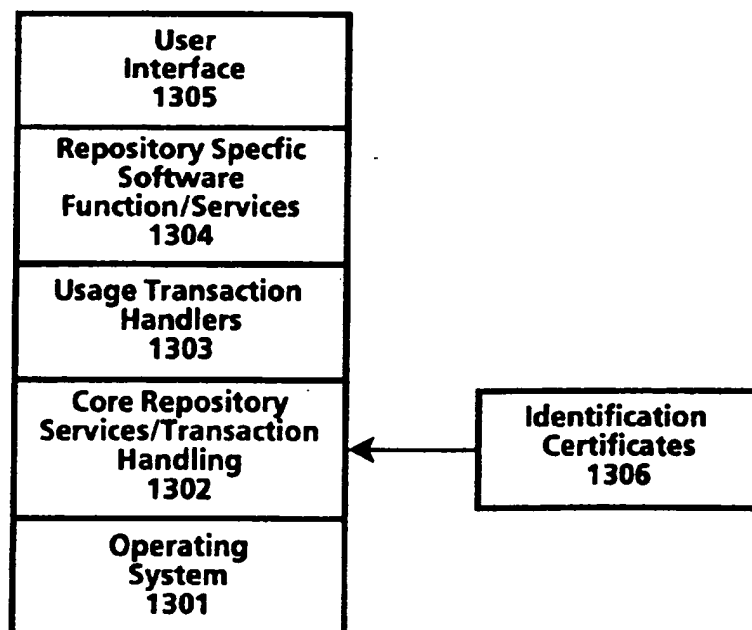 User
Interface
1305
Repository Specfic
Software
Function/Services
1304
Usage Transaction
Handlers
1303
Core Repository
Services/Transaction
Handling
1302
Identification
Certificates
1306
Operating
System
1301